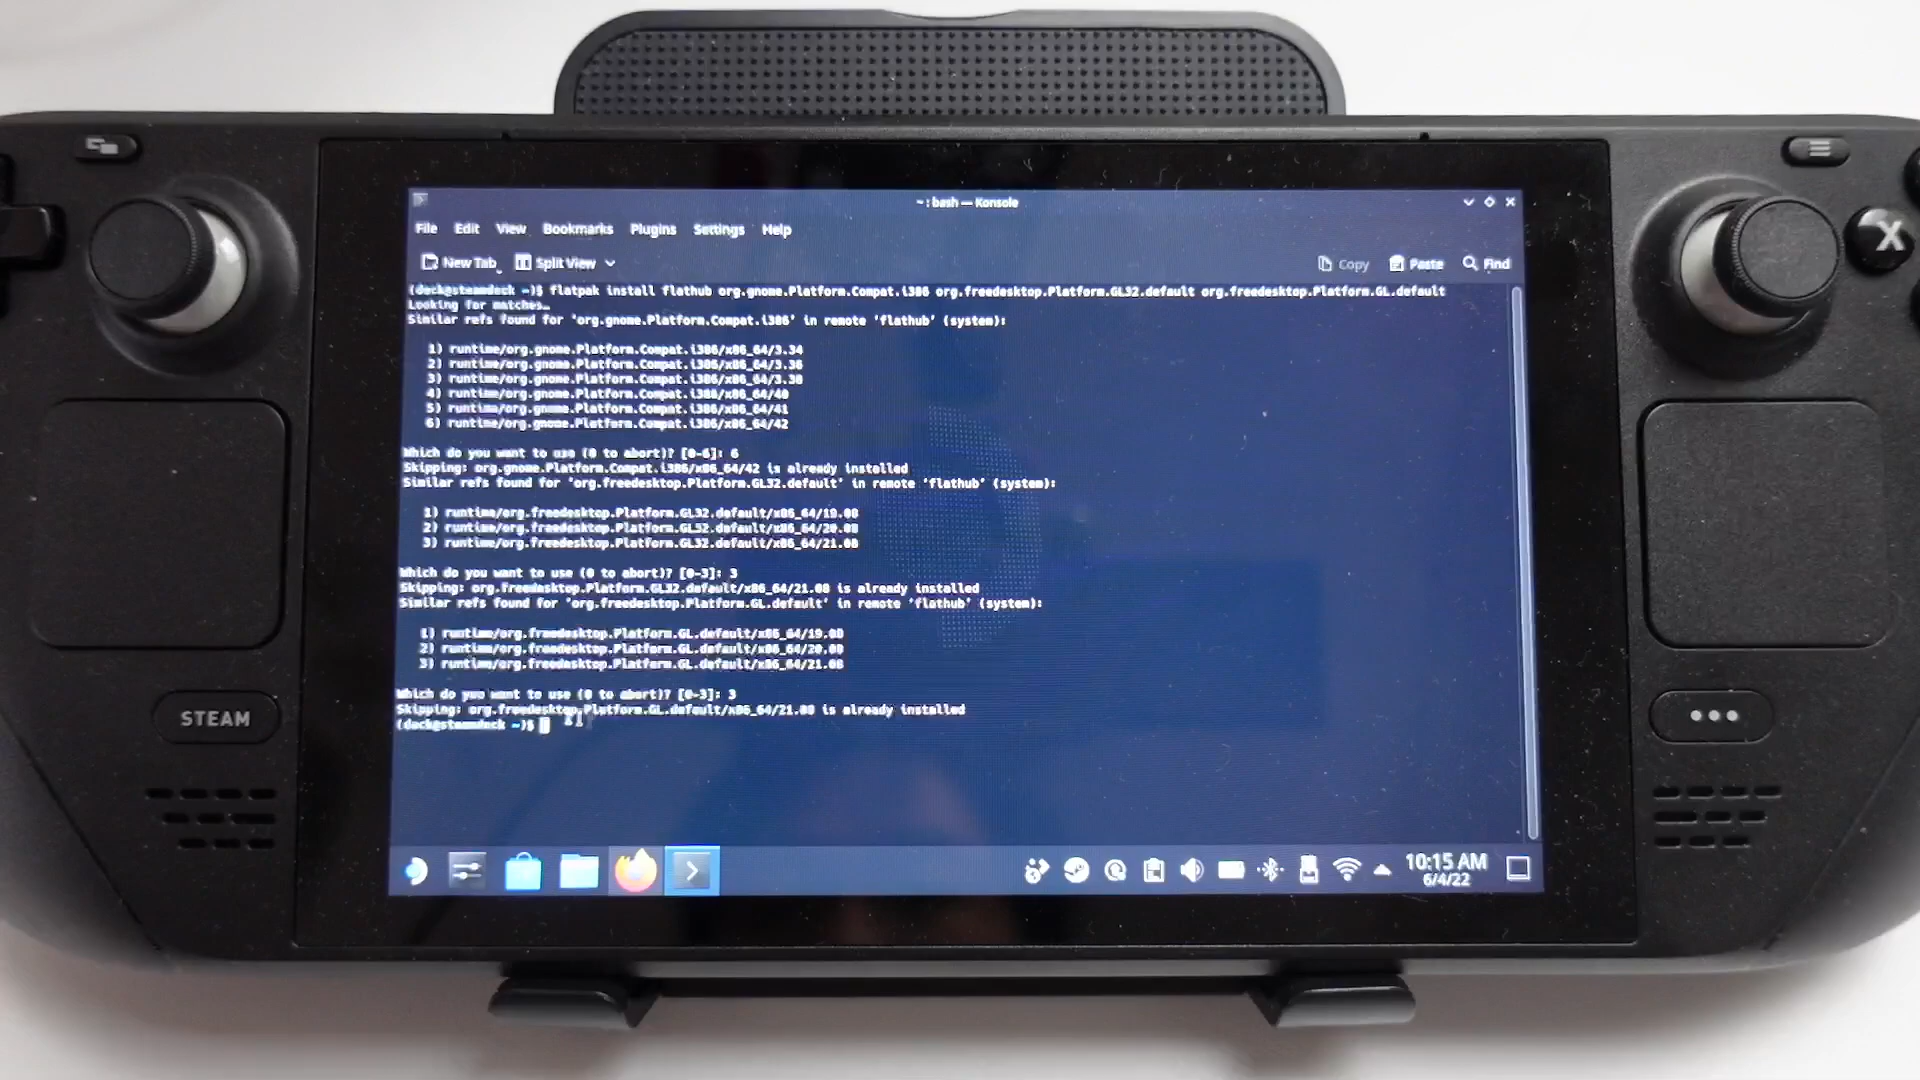 ~ : bash — Konsole
File Edit View Bookmarks Plugins Settings Help
New Tab Split View Copy Paste Find
(deck@steamdeck ~)$ flatpak install flathub org.gnome.Platform.Compat.i386 org.freedesktop.Platform.GL32.default org.freedesktop.Platform.GL.default
Looking for matches…
Similar refs found for 'org.gnome.Platform.Compat.i386' in remote 'flathub' (system):
1) runtime/org.gnome.Platform.Compat.i386/x86_64/3.34
2) runtime/org.gnome.Platform.Compat.i386/x86_64/3.36
3) runtime/org.gnome.Platform.Compat.i386/x86_64/3.38
4) runtime/org.gnome.Platform.Compat.i386/x86_64/40
5) runtime/org.gnome.Platform.Compat.i386/x86_64/41
6) runtime/org.gnome.Platform.Compat.i386/x86_64/42
Which do you want to use (0 to abort)? [0-6]: 6
Skipping: org.gnome.Platform.Compat.i386/x86_64/42 is already installed
Similar refs found for 'org.freedesktop.Platform.GL32.default' in remote 'flathub' (system):
1) runtime/org.freedesktop.Platform.GL32.default/x86_64/19.08
2) runtime/org.freedesktop.Platform.GL32.default/x86_64/20.08
3) runtime/org.freedesktop.Platform.GL32.default/x86_64/21.08
Which do you want to use (0 to abort)? [0-3]: 3
Skipping: org.freedesktop.Platform.GL32.default/x86_64/21.08 is already installed
Similar refs found for 'org.freedesktop.Platform.GL.default' in remote 'flathub' (system):
1) runtime/org.freedesktop.Platform.GL.default/x86_64/19.08
2) runtime/org.freedesktop.Platform.GL.default/x86_64/20.08
3) runtime/org.freedesktop.Platform.GL.default/x86_64/21.08
Which do you want to use (0 to abort)? [0-3]: 3
Skipping: org.freedesktop.Platform.GL.default/x86_64/21.08 is already installed
(deck@steamdeck ~)$
10:15 AM
6/4/22
STEAM
X